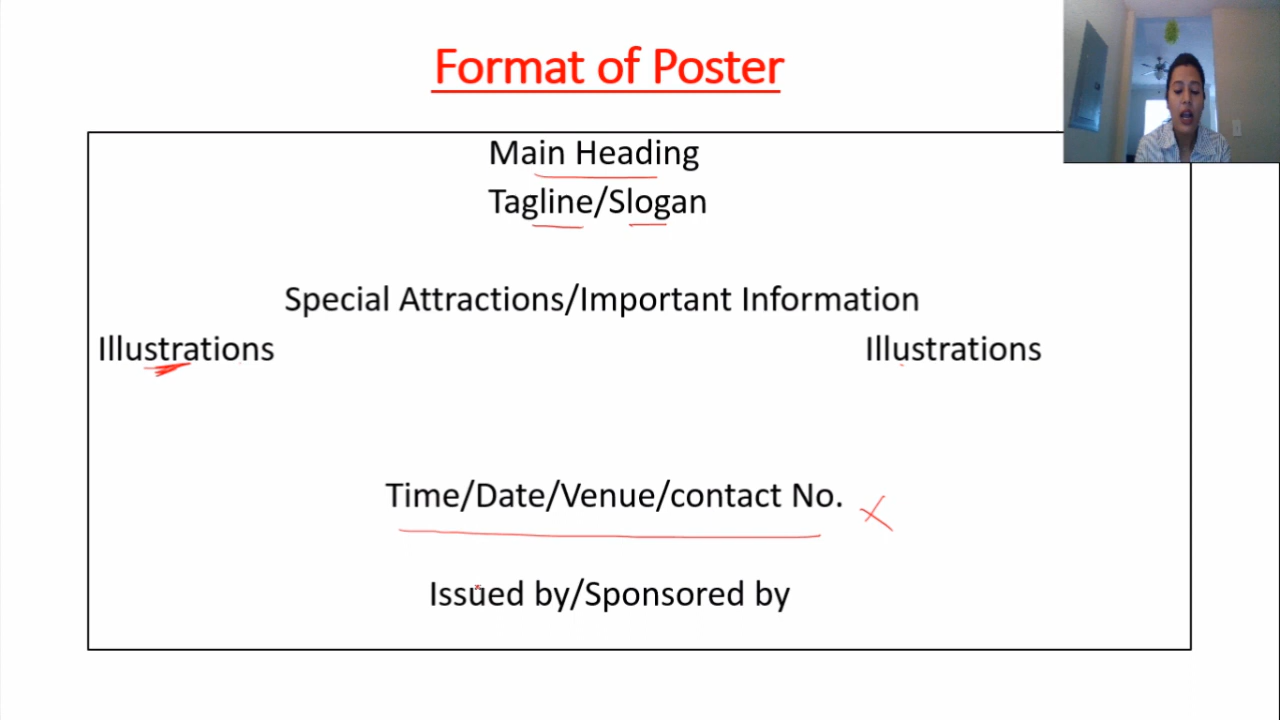 Format of Poster
Main Heading
Tagline/Slogan
Special Attractions/Important Information
Illustrations Illustrations
Time/Date/Venue/contact No.
Issued by/Sponsored by